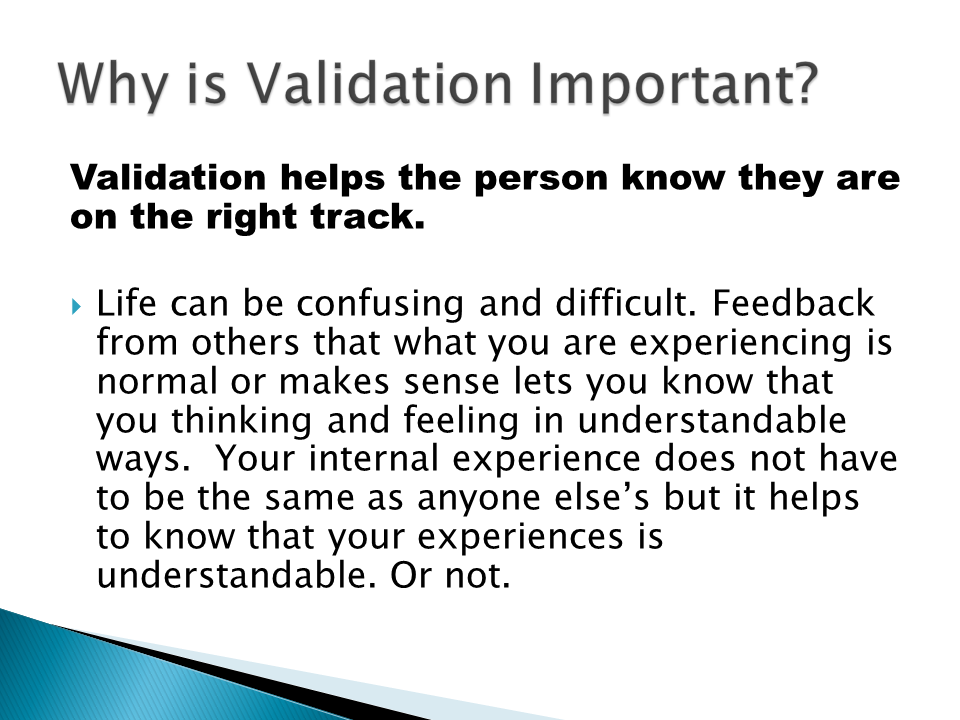 Why is Validation Important?
Validation helps the person know they are
on the right track.
Life can be confusing and difficult. Feedback
from others that what you are experiencing is
normal or makes sense lets you know that
you thinking and feeling in understandable
ways.  Your internal experience does not have
to be the same as anyone else’s but it helps
to know that your experiences is
understandable. Or not.